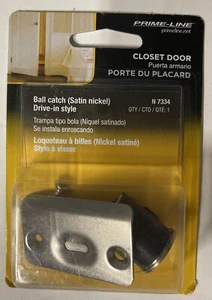 PRIME-LINE
primeline.net
CLOSET DOOR
Puerta armario
PORTE DU PLACARD
Ball catch (Satin nickel)
Drive-in style
N 7334
QTY / CTD / QTÉ: 1
Trampa tipo bola (Níquel satinado)
Se instala enroscando
Loqueteau à billes (Nickel satiné)
Style à visser